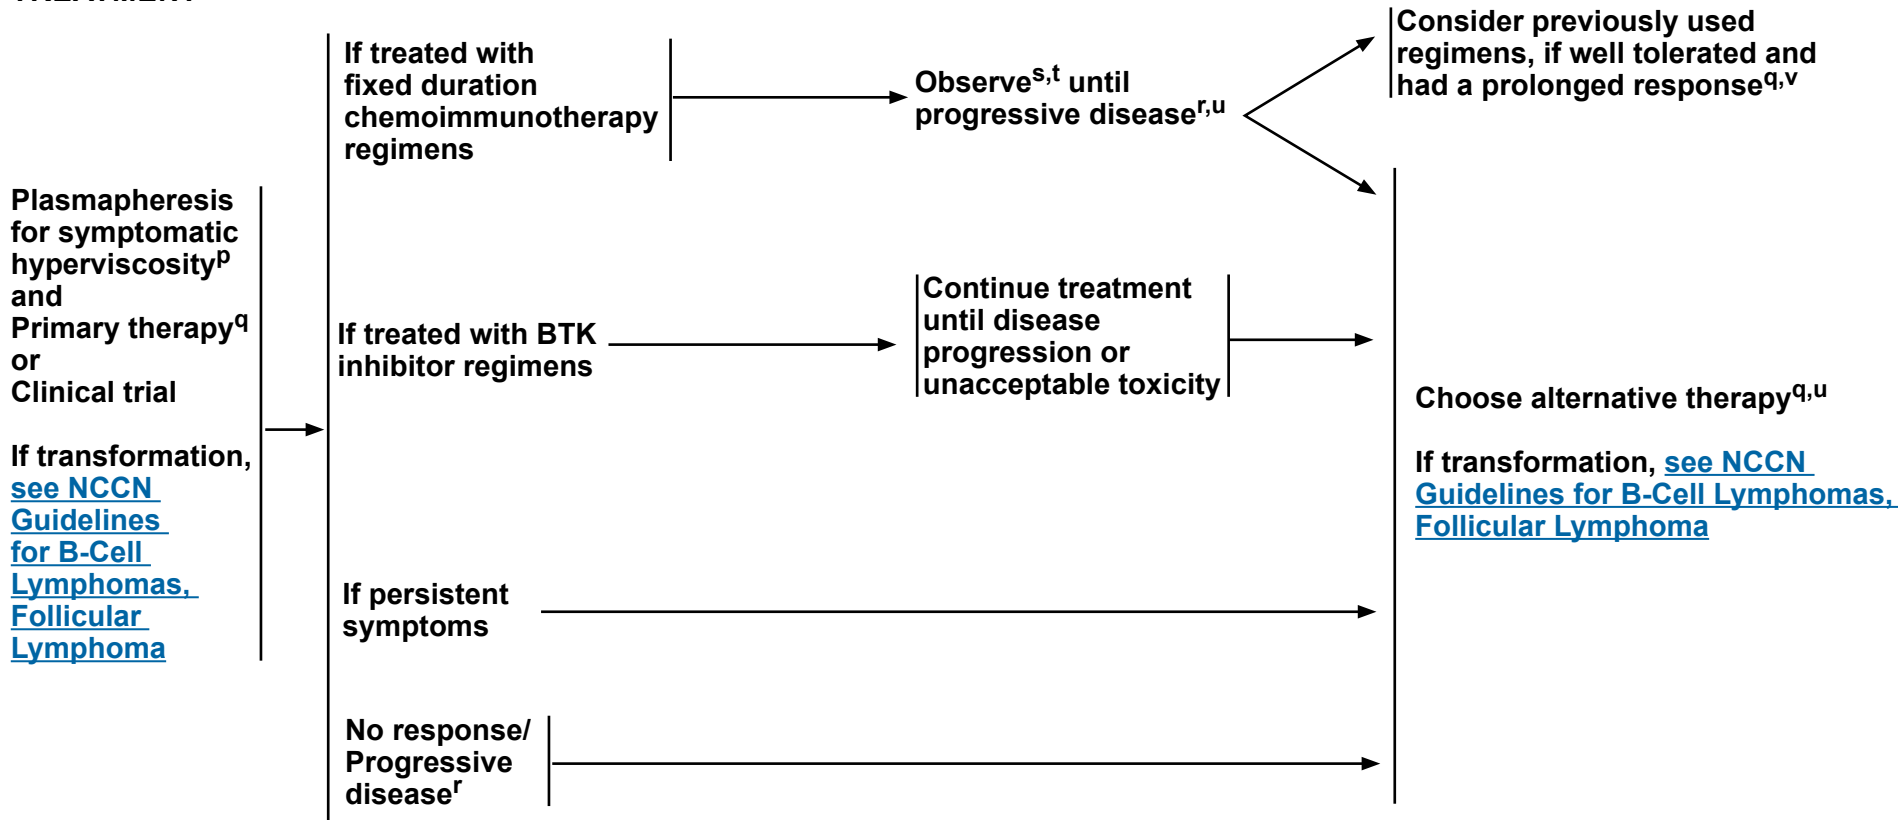 TREATMENT
Plasmapheresis
for symptomatic
hyperviscosityp
and
Primary therapyq
or
Clinical trial
If transformation,
see NCCN
Guidelines
for B-Cell
Lymphomas,
Follicular
Lymphoma
If treated with
fixed duration
chemoimmunotherapy
regimens
Observes,t until
progressive diseaser,u
Consider previously used
regimens, if well tolerated and
had a prolonged responseq,v
If treated with BTK
inhibitor regimens
Continue treatment
until disease
progression or
unacceptable toxicity
If persistent
symptoms
No response/
Progressive
diseaser
Choose alternative therapyq,u
If transformation, see NCCN
Guidelines for B-Cell Lymphomas,
Follicular Lymphoma